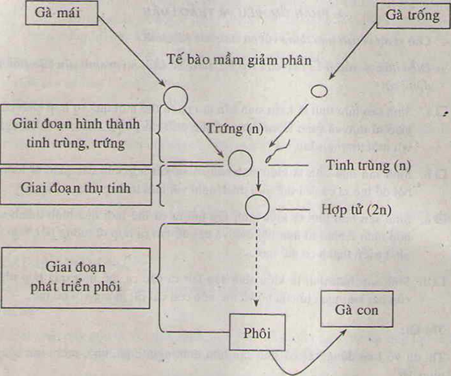 Gà mái
Gà trống
Tế bào mầm giảm phân
Giai đoạn hình thành
tinh trùng, trứng
Trứng (n)
Tinh trùng (n)
Giai đoạn thụ tinh
Hợp tử (2n)
Giai đoạn
phát triển phôi
Gà con
Phôi